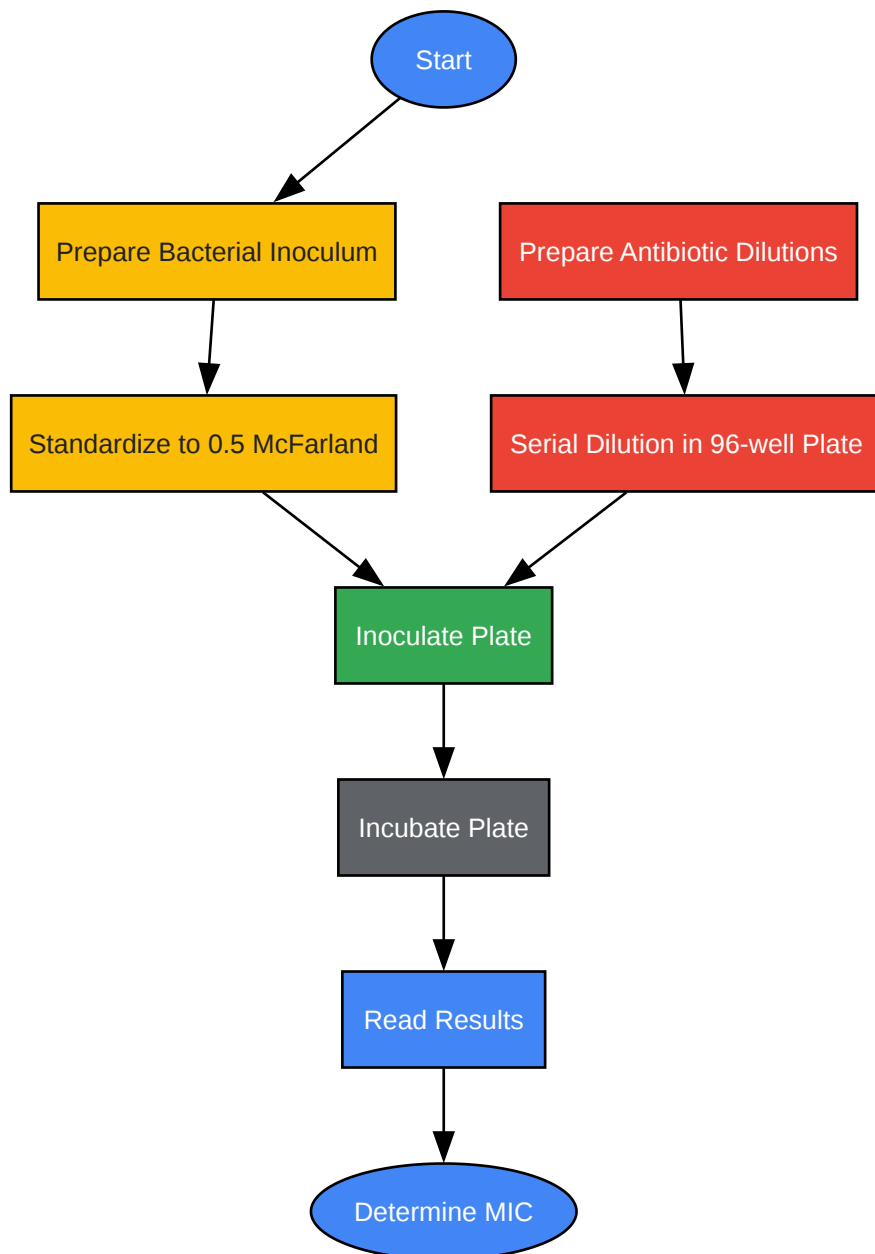 Start
Prepare Bacterial Inoculum
Prepare Antibiotic Dilutions
Standardize to 0.5 McFarland
Serial Dilution in 96-well Plate
Inoculate Plate
Incubate Plate
Read Results
Determine MIC